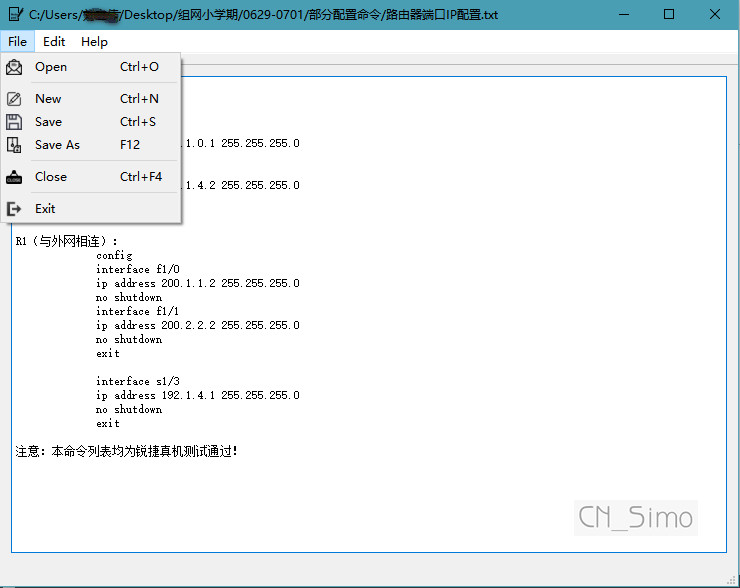 C:/Users/
/Desktop/组网小学期/0629-0701/部分配置命令/路由器端口IP配置.txt
File Edit Help
Open Ctrl+O
New Ctrl+N
Save Ctrl+S
Save As F12
Close Ctrl+F4
Exit
.1.0.1 255.255.255.0
.1.4.2 255.255.255.0
R1（与外网相连）：
config
interface f1/0
ip address 200.1.1.2 255.255.255.0
no shutdown
interface f1/1
ip address 200.2.2.2 255.255.255.0
no shutdown
exit
interface s1/3
ip address 192.1.4.1 255.255.255.0
no shutdown
exit
注意：本命令列表均为锐捷真机测试通过！
CN_Simo